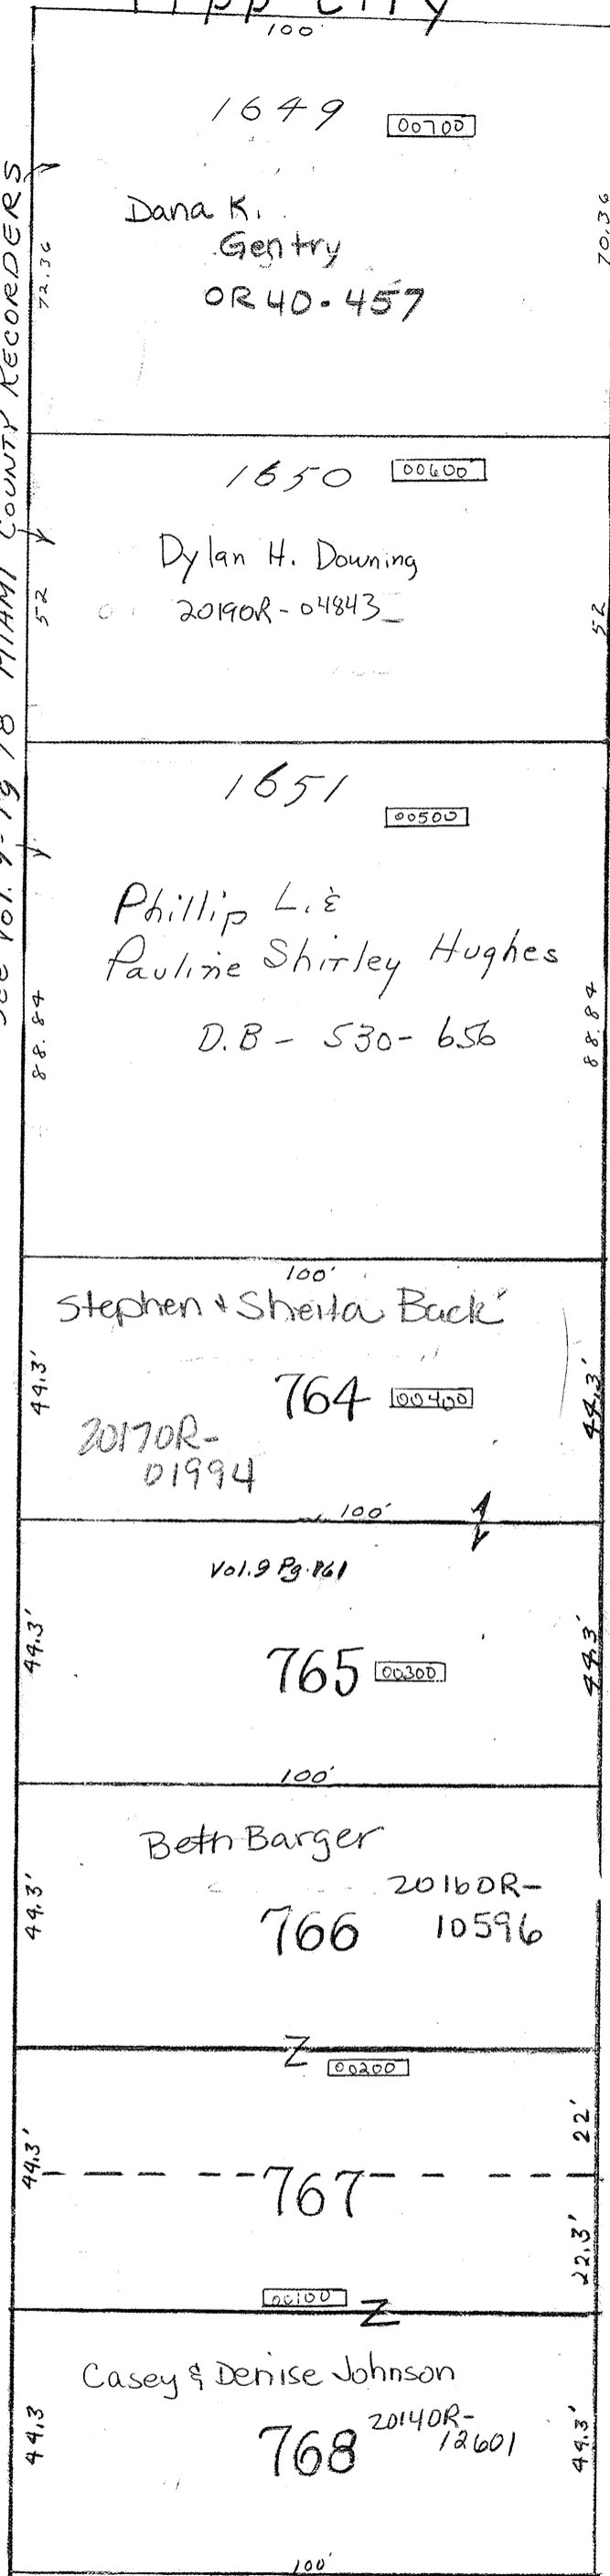 Tipp City
100'
1649 00700
Dana K.
Gentry
OR 40-457
72.36
70.36
See Vol. 9 Pg 78 MIAMI COUNTY RECORDERS
1650 00600
Dylan H. Downing
2019OR-04843
52
52
1651
00500
Phillip L. &
Pauline Shirley Hughes
D.B - 530- 656
88.84
88.84
100'
Stephen & Sheila Back
764 00400
44.3'
44.3'
2017OR-
01994
100'
Vol.9 Pg.161
765 00300
44.3'
44.3'
100'
Beth Barger
2016OR-
766 10596
44.3'
Z
00200
22'
44.3'
767
22.3'
00100
Z
Casey & Denise Johnson
2014OR-
768 12601
44.3
44.3'
100'